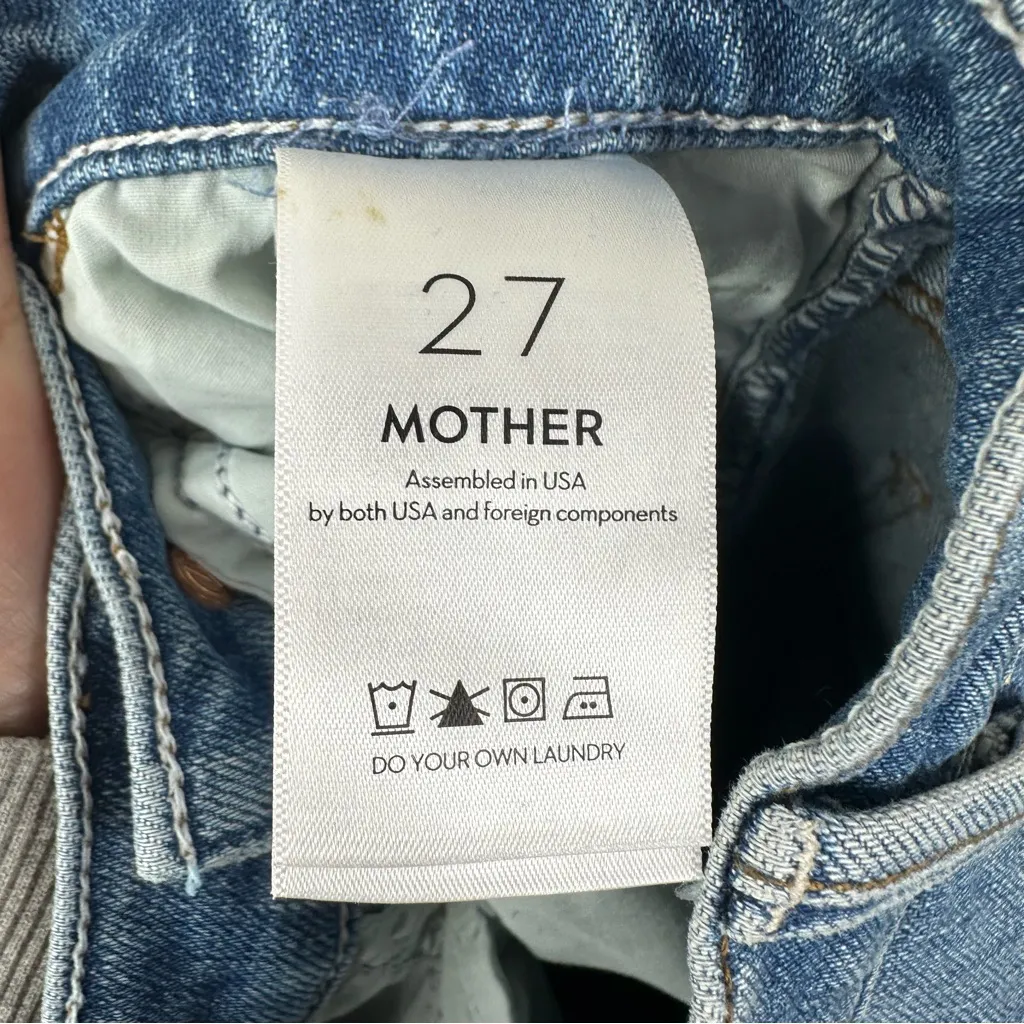 27
MOTHER
Assembled in USA
by both USA and foreign components
DO YOUR OWN LAUNDRY